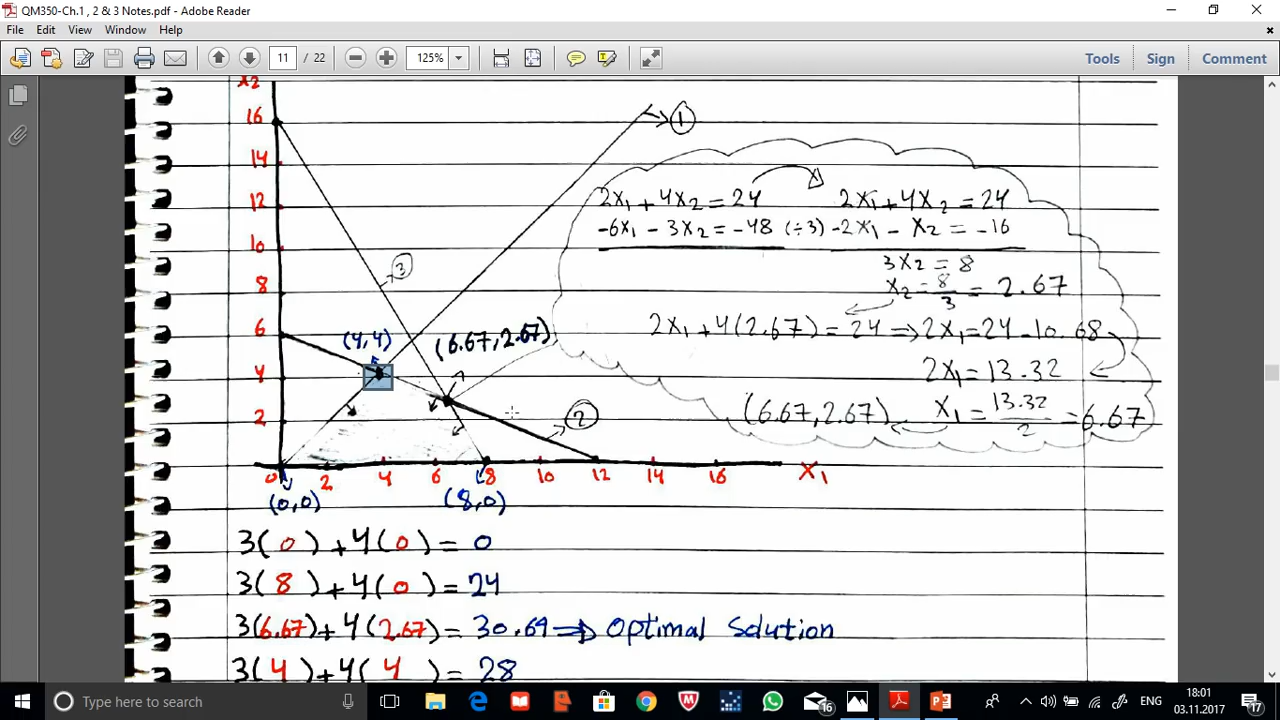 QM350-Ch.1, 2 & 3 Notes.pdf - Adobe Reader
File Edit View Window Help
11 / 22 125% Tools Sign Comment
x2
16
14
12
10
8
6
4
2
0 2 4 6 8 10 12 14 16 X1
1
3
2
(4,4)
(6.67,2.67)
(0,0)
(8,0)
2x1+4x2=24 2x1+4x2=24
-6x1-3x2=-48 (÷3) -2x1-x2=-16
3x2=8
x2=8/3=2.67
2x1+4(2.67)=24⇒2x1=24-10.68
2x1=13.32
(6.67,2.67) x1=13.32/2=6.67
3(0)+4(0)=0
3(8)+4(0)=24
3(6.67)+4(2.67)=30.69⇒Optimal Solution
3(4)+4(4)=28
Type here to search
16
ENG
18:01
03.11.2017
17